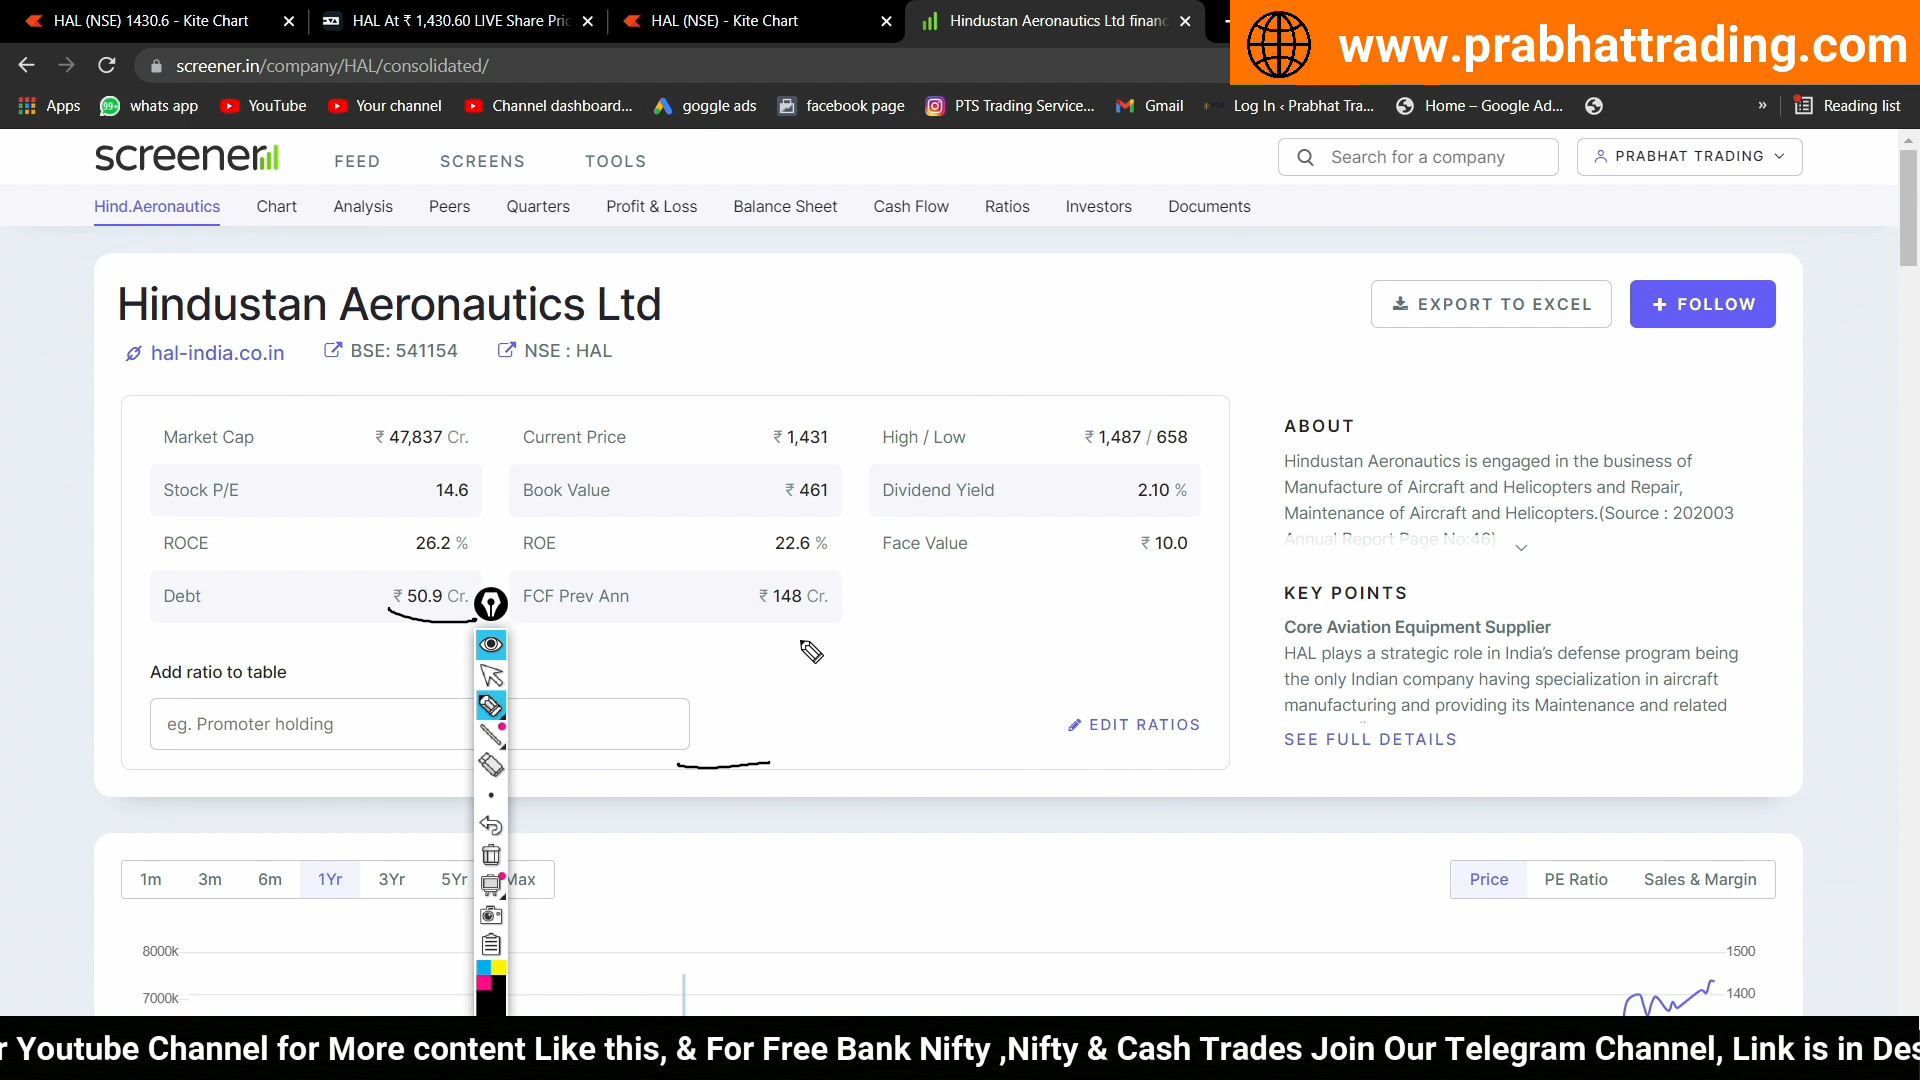 HAL (NSE) 1430.6 - Kite Chart
HAL At ₹ 1,430.60 LIVE Share Pric
HAL (NSE) - Kite Chart
Hindustan Aeronautics Ltd financ
www.prabhattrading.com
screener.in/company/HAL/consolidated/
Apps
99+
whats app
YouTube
Your channel
Channel dashboard...
goggle ads
facebook page
PTS Trading Service...
Gmail
Log In ‹ Prabhat Tra...
Home – Google Ad...
»
Reading list
screener
FEED
SCREENS
TOOLS
Search for a company
PRABHAT TRADING
Hind.Aeronautics
Chart
Analysis
Peers
Quarters
Profit & Loss
Balance Sheet
Cash Flow
Ratios
Investors
Documents
Hindustan Aeronautics Ltd
EXPORT TO EXCEL
+ FOLLOW
hal-india.co.in
BSE: 541154
NSE : HAL
Market Cap ₹ 47,837 Cr.
Current Price ₹ 1,431
High / Low ₹ 1,487 / 658
Stock P/E 14.6
Book Value ₹ 461
Dividend Yield 2.10 %
ROCE 26.2 %
ROE 22.6 %
Face Value ₹ 10.0
Debt ₹ 50.9 Cr.
FCF Prev Ann ₹ 148 Cr.
Add ratio to table
eg. Promoter holding
EDIT RATIOS
ABOUT
Hindustan Aeronautics is engaged in the business of
Manufacture of Aircraft and Helicopters and Repair,
Maintenance of Aircraft and Helicopters.(Source : 202003
Annual Report Page No:46)
KEY POINTS
Core Aviation Equipment Supplier
HAL plays a strategic role in India's defense program being
the only Indian company having specialization in aircraft
manufacturing and providing its Maintenance and related
SEE FULL DETAILS
1m
3m
6m
1Yr
3Yr
5Yr
Max
Price
PE Ratio
Sales & Margin
8000k
1500
7000k
1400
r Youtube Channel for More content Like this, & For Free Bank Nifty ,Nifty & Cash Trades Join Our Telegram Channel, Link is in Des